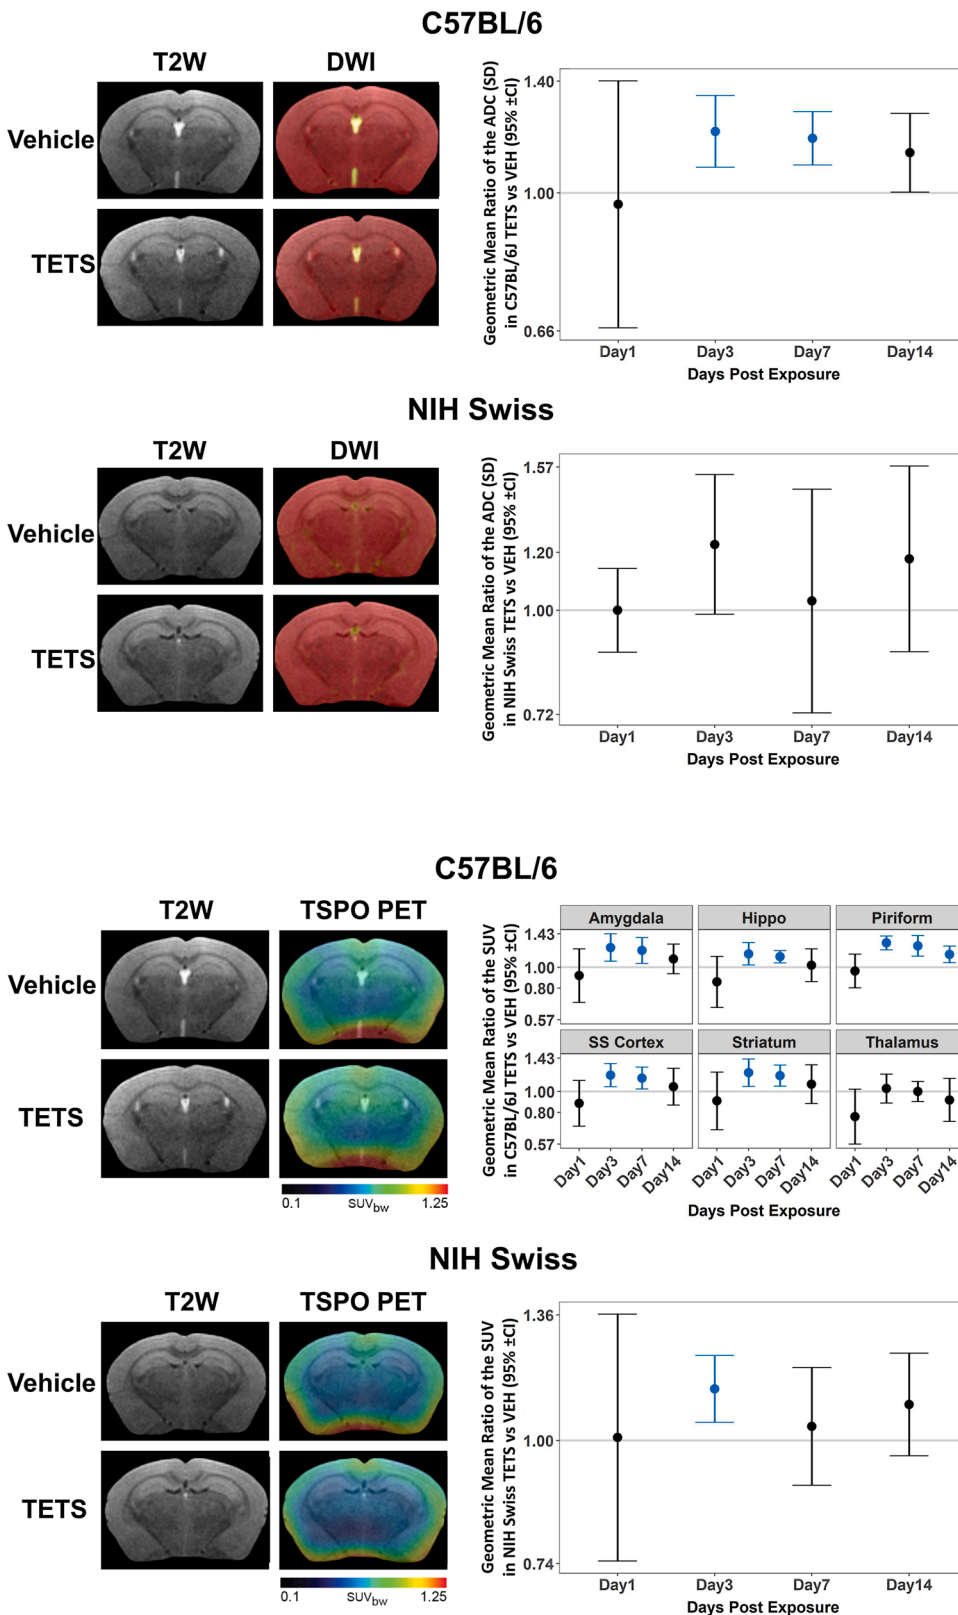 C57BL/6
T2W DWI
Vehicle
TETS
Geometric Mean Ratio of the ADC (SD)
in C57BL/6J TETS vs VEH (95% ±CI)
1.40
1.00
0.66
Day1 Day3 Day7 Day14
Days Post Exposure
NIH Swiss
T2W DWI
Vehicle
TETS
Geometric Mean Ratio of the ADC (SD)
in NIH Swiss TETS vs VEH (95% ±CI)
1.57
1.20
1.00
0.72
Day1 Day3 Day7 Day14
Days Post Exposure
C57BL/6
T2W TSPO PET
Vehicle
TETS
0.1 SUVbw 1.25
Geometric Mean Ratio of the SUV
in C57BL/6J TETS vs VEH (95% ±CI)
Amygdala Hippo Piriform
1.43
1.00
0.80
0.57
SS Cortex Striatum Thalamus
1.43
1.00
0.80
0.57
Day1 Day3 Day7 Day14 Day1 Day3 Day7 Day14 Day1 Day3 Day7 Day14
Days Post Exposure
NIH Swiss
T2W TSPO PET
Vehicle
TETS
0.1 SUVbw 1.25
Geometric Mean Ratio of the SUV
in NIH Swiss TETS vs VEH (95% ±CI)
1.36
1.00
0.74
Day1 Day3 Day7 Day14
Days Post Exposure